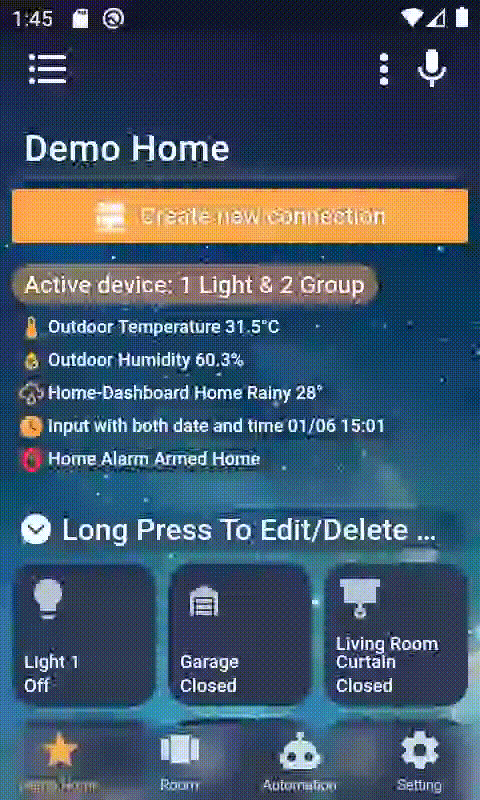 1:45
Demo Home
Create new connection
Active device: 1 Light & 2 Group
Outdoor Temperature 31.5°C
Outdoor Humidity 60.3%
Home-Dashboard Home Rainy 28°
Input with both date and time 01/06 15:01
Home Alarm Armed Home
Long Press To Edit/Delete ...
Light 1
Off
Garage
Closed
Living Room
Curtain
Closed
Demo Home
Room
Automation
Setting